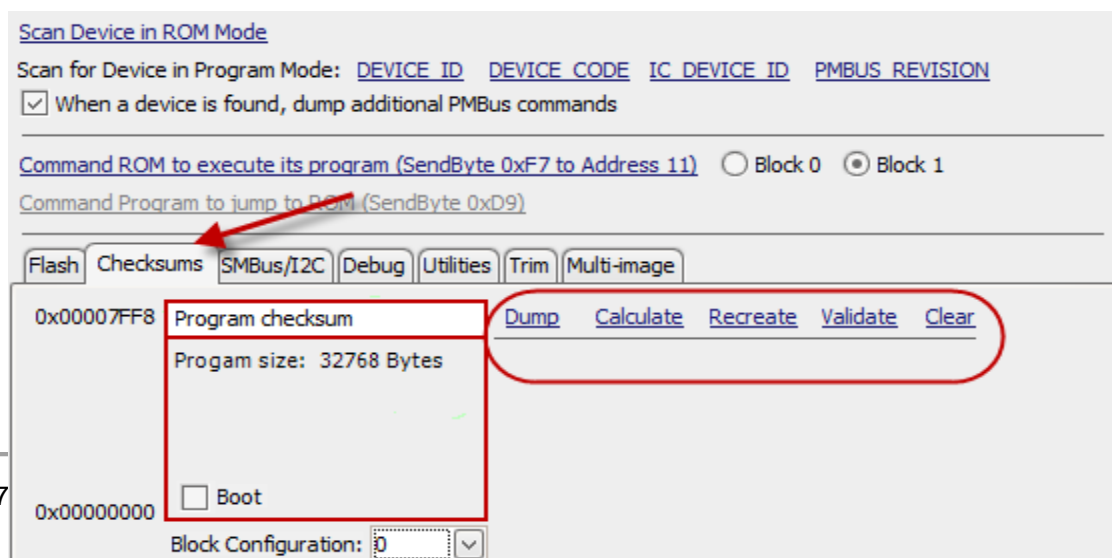 Scan Device in ROM Mode
Scan for Device in Program Mode: DEVICE_ID DEVICE_CODE IC_DEVICE_ID PMBUS_REVISION
When a device is found, dump additional PMBus commands
Command ROM to execute its program (SendByte 0xF7 to Address 11) Block 0 Block 1
Command Program to jump to ROM (SendByte 0xD9)
Flash Checksums SMBus/I2C Debug Utilities Trim Multi-image
0x00007FF8 Program checksum Dump Calculate Recreate Validate Clear
Progam size: 32768 Bytes
7
Boot
0x00000000
Block Configuration: 0